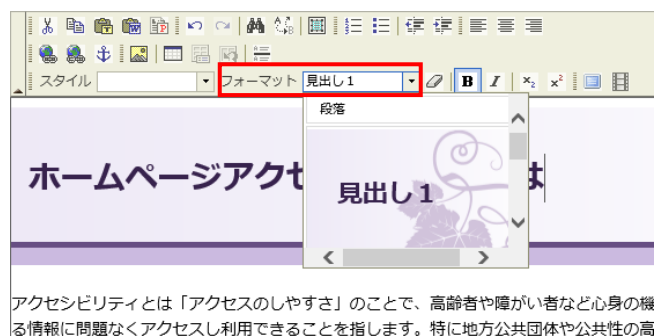 スタイル フォーマット 見出し1 B I ×₂ ×²
段落
ホームページアクセ は
見出し1
アクセシビリティとは「アクセスのしやすさ」のことで、高齢者や障がい者など心身の機
る情報に問題なくアクセスし利用できることを指します。特に地方公共団体や公共性の高